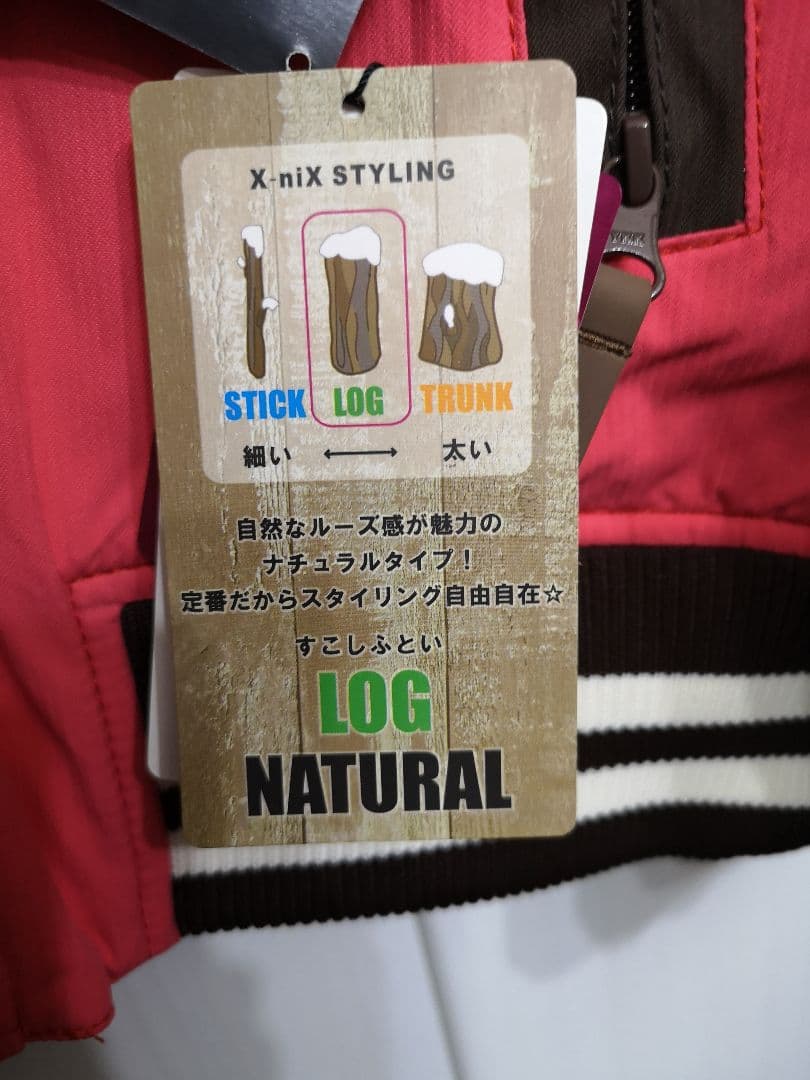 X-niX STYLING
STICK LOG TRUNK
細い ←→ 太い
自然なルーズ感が魅力の
ナチュラルタイプ！
定番だからスタイリング自由自在☆
すこしふとい
LOG
NATURAL